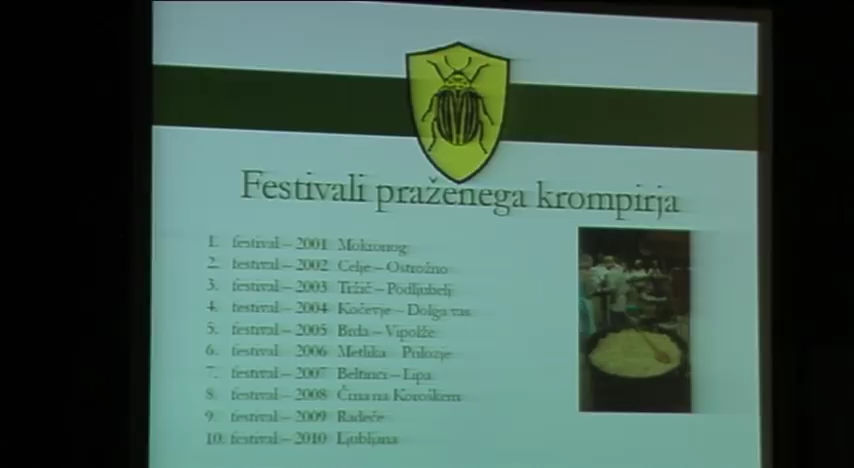 Festivali praženega krompirja
1. festival – 2001 Mokronog
2. festival – 2002 Celje – Ostrožno
3. festival – 2003 Tržič – Podljubelj
4. festival – 2004 Kočevje – Dolga vas
5. festival – 2005 Brda – Vipolže
6. festival – 2006 Metlika – Prilozje
7. festival – 2007 Beltinci – Lipa
8. festival – 2008 Črna na Koroškem
9. festival – 2009 Radeče
10. festival – 2010 Ljubljana